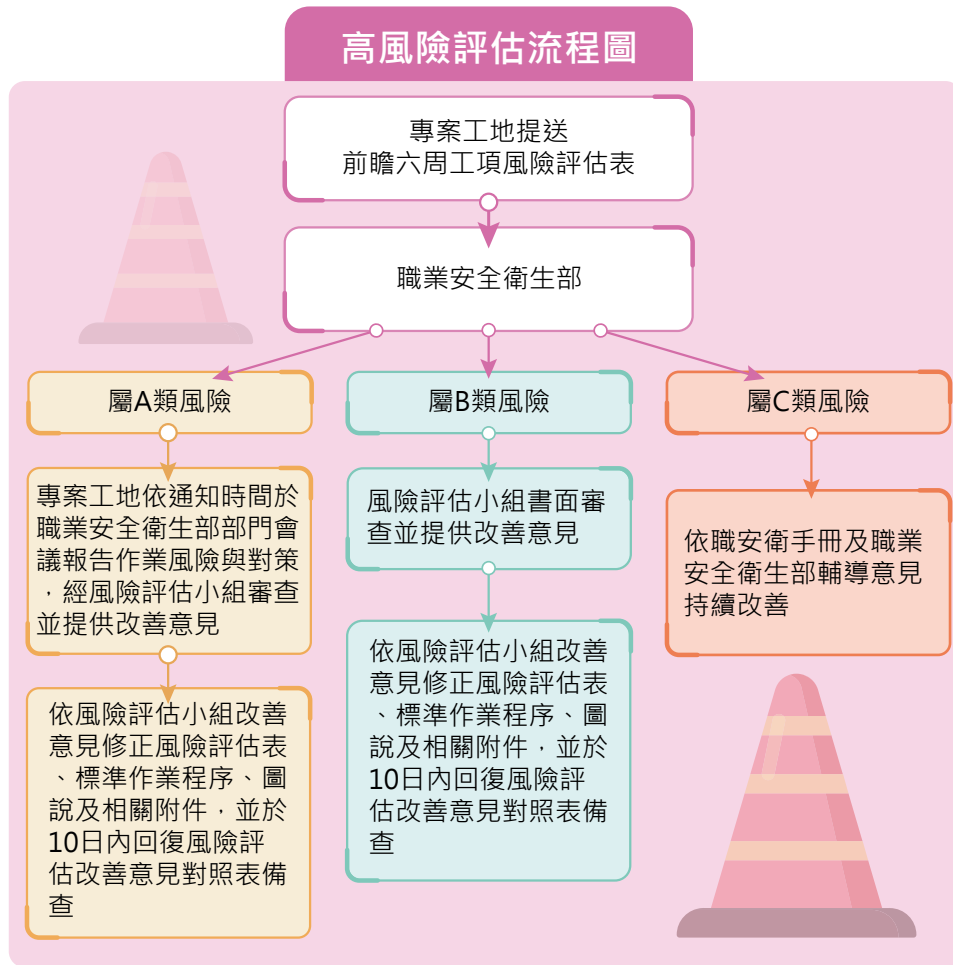 高風險評估流程圖
專案工地提送
前瞻六周工項風險評估表
職業安全衛生部
屬A類風險
專案工地依通知時間於
職業安全衛生部部門會
議報告作業風險與對策
，經風險評估小組審查
並提供改善意見
依風險評估小組改善
意見修正風險評估表
、標準作業程序、圖
說及相關附件，並於
10日內回復風險評
估改善意見對照表備
查
屬B類風險
風險評估小組書面審
查並提供改善意見
依風險評估小組改善
意見修正風險評估表
、標準作業程序、圖
說及相關附件，並於
10日內回復風險評
估改善意見對照表備
查
屬C類風險
依職安衛手冊及職業
安全衛生部輔導意見
持續改善